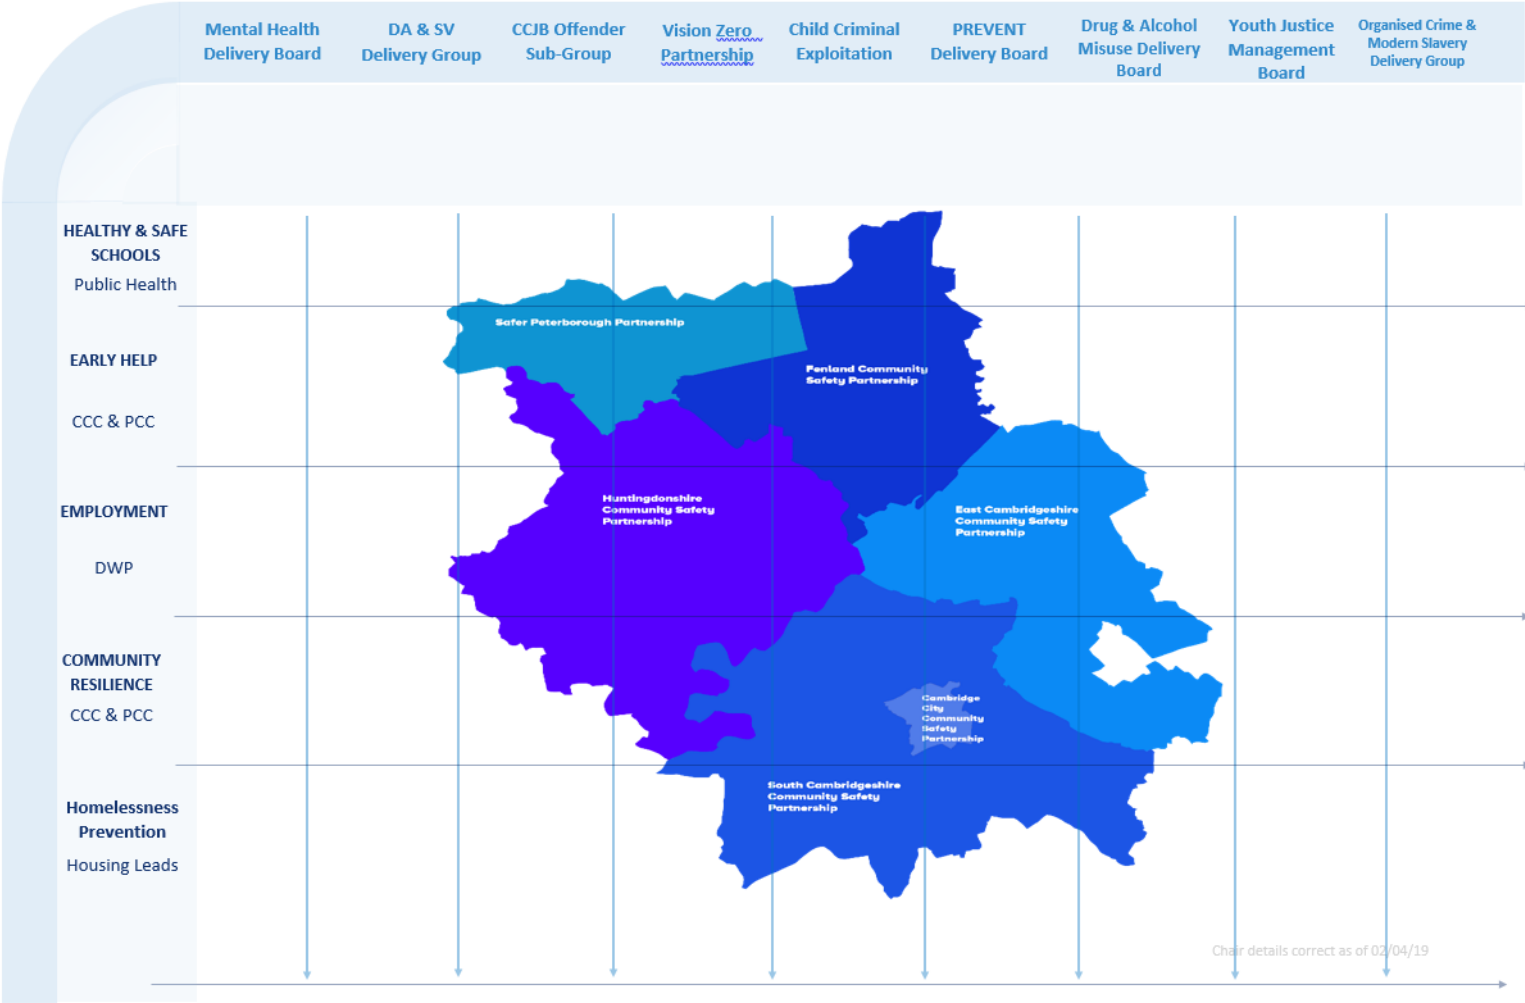 Mental Health
Delivery Board
DA & SV
Delivery Group
CCJB Offender
Sub-Group
Vision Zero
Partnership
Child Criminal
Exploitation
PREVENT
Delivery Board
Drug & Alcohol
Misuse Delivery
Board
Youth Justice
Management
Board
Organised Crime &
Modern Slavery
Delivery Group
HEALTHY & SAFE
SCHOOLS
Public Health
EARLY HELP
CCC & PCC
EMPLOYMENT
DWP
COMMUNITY
RESILIENCE
CCC & PCC
Homelessness
Prevention
Housing Leads
Safer Peterborough Partnership
Fenland Community
Safety Partnership
Huntingdonshire
Community Safety
Partnership
East Cambridgeshire
Community Safety
Partnership
Cambridge
City
Community
Safety
Partnership
South Cambridgeshire
Community Safety
Partnership
Chair details correct as of 02/04/19